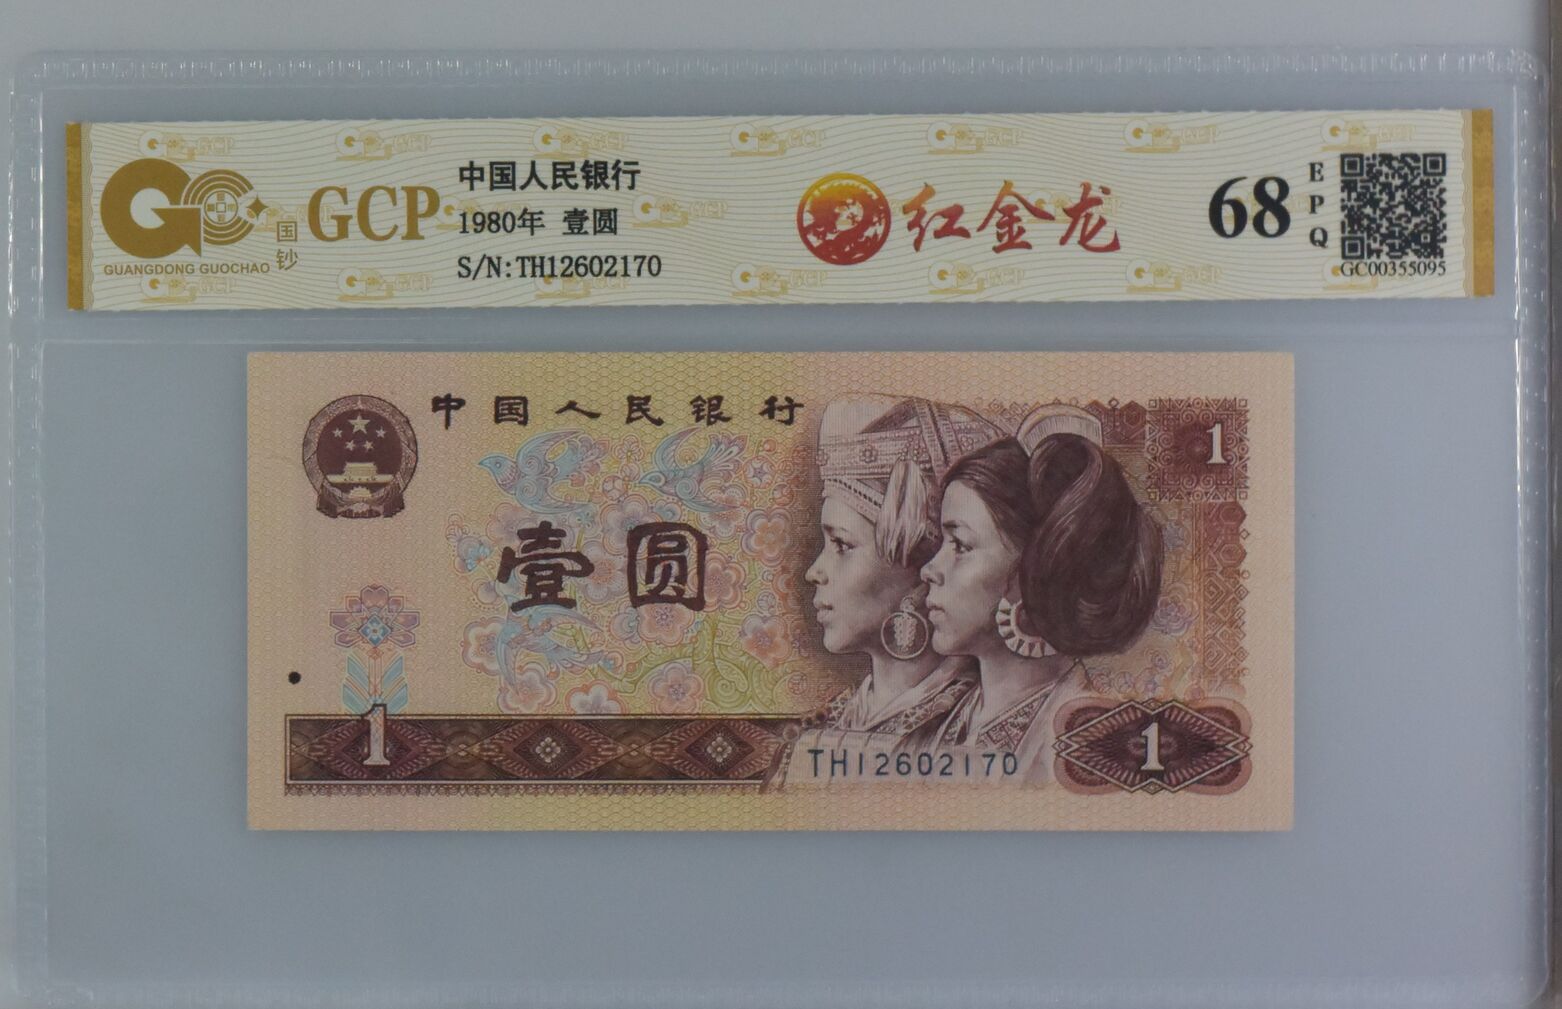 GUANGDONG GUOCHAO
国钞
GCP
中国人民银行
1980年 壹圆
S/N:TH12602170
红金龙
68
EPQ
GC00355095
中国人民银行
1
壹圆
1
TH12602170
1